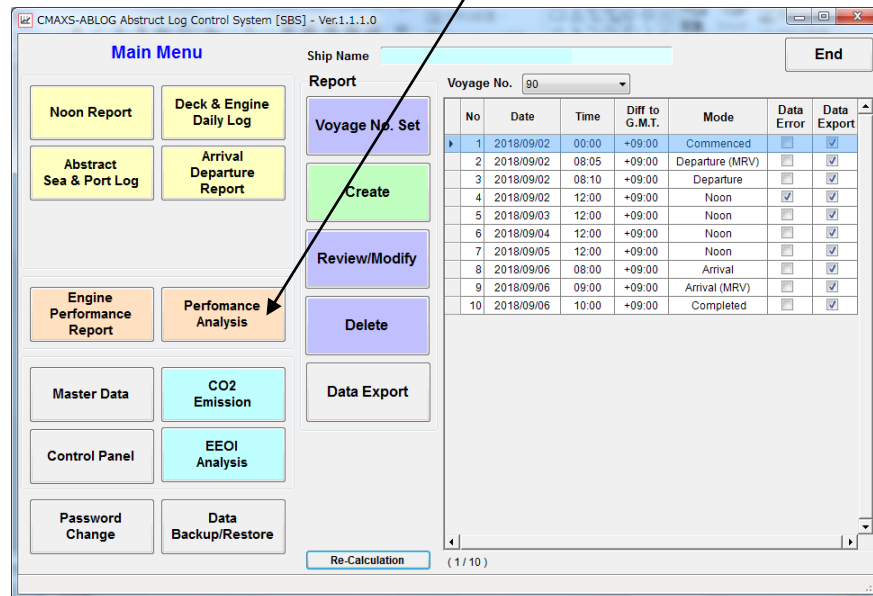 CMAXS-ABLOG Abstruct Log Control System [SBS] - Ver.1.1.1.0
Main Menu
Ship Name
End
Report
Voyage No. 90
Noon Report
Deck & Engine
Daily Log
Abstract
Sea & Port Log
Arrival
Departure
Report
Engine
Performance
Report
Perfomance
Analysis
Master Data
CO2
Emission
Control Panel
EEOI
Analysis
Password
Change
Data
Backup/Restore
Voyage No. Set
Create
Review/Modify
Delete
Data Export
Re-Calculation
No Date Time Diff to G.M.T. Mode Data Error Data Export
1 2018/09/02 00:00 +09:00 Commenced
2 2018/09/02 08:05 +09:00 Departure (MRV)
3 2018/09/02 08:10 +09:00 Departure
4 2018/09/02 12:00 +09:00 Noon
5 2018/09/03 12:00 +09:00 Noon
6 2018/09/04 12:00 +09:00 Noon
7 2018/09/05 12:00 +09:00 Noon
8 2018/09/06 08:00 +09:00 Arrival
9 2018/09/06 09:00 +09:00 Arrival (MRV)
10 2018/09/06 10:00 +09:00 Completed
( 1 / 10 )